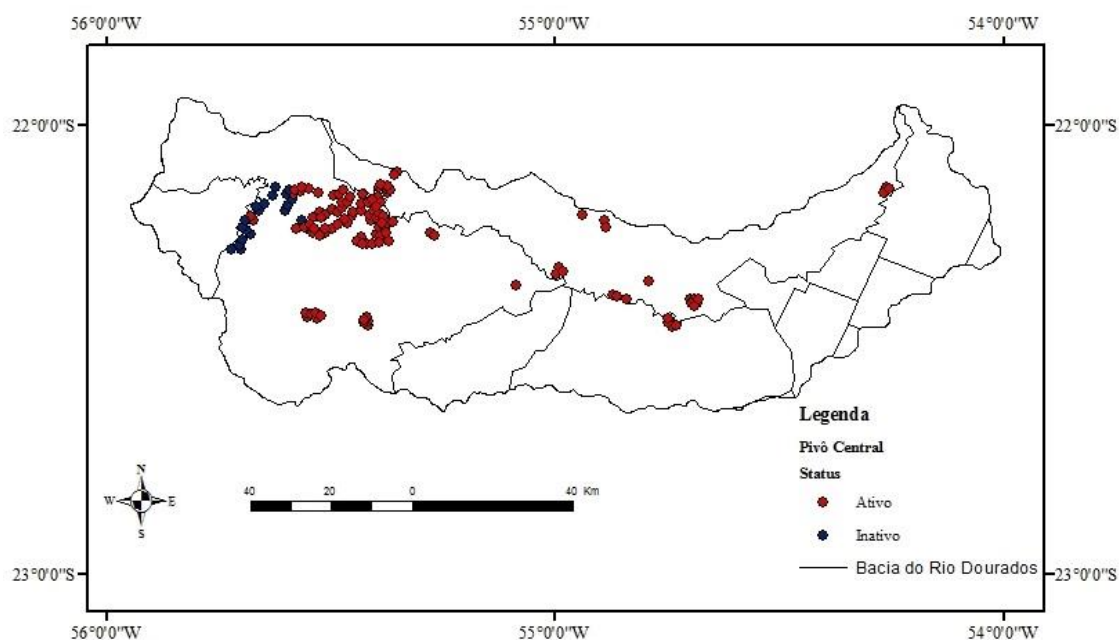 56°0'0"W 55°0'0"W 54°0'0"W
22°0'0"S 22°0'0"S
Legenda
Pivô Central
Status
Ativo
Inativo
Bacia do Rio Dourados
N
W E
S
40 20 0 40 Km
23°0'0"S 23°0'0"S
56°0'0"W 55°0'0"W 54°0'0"W